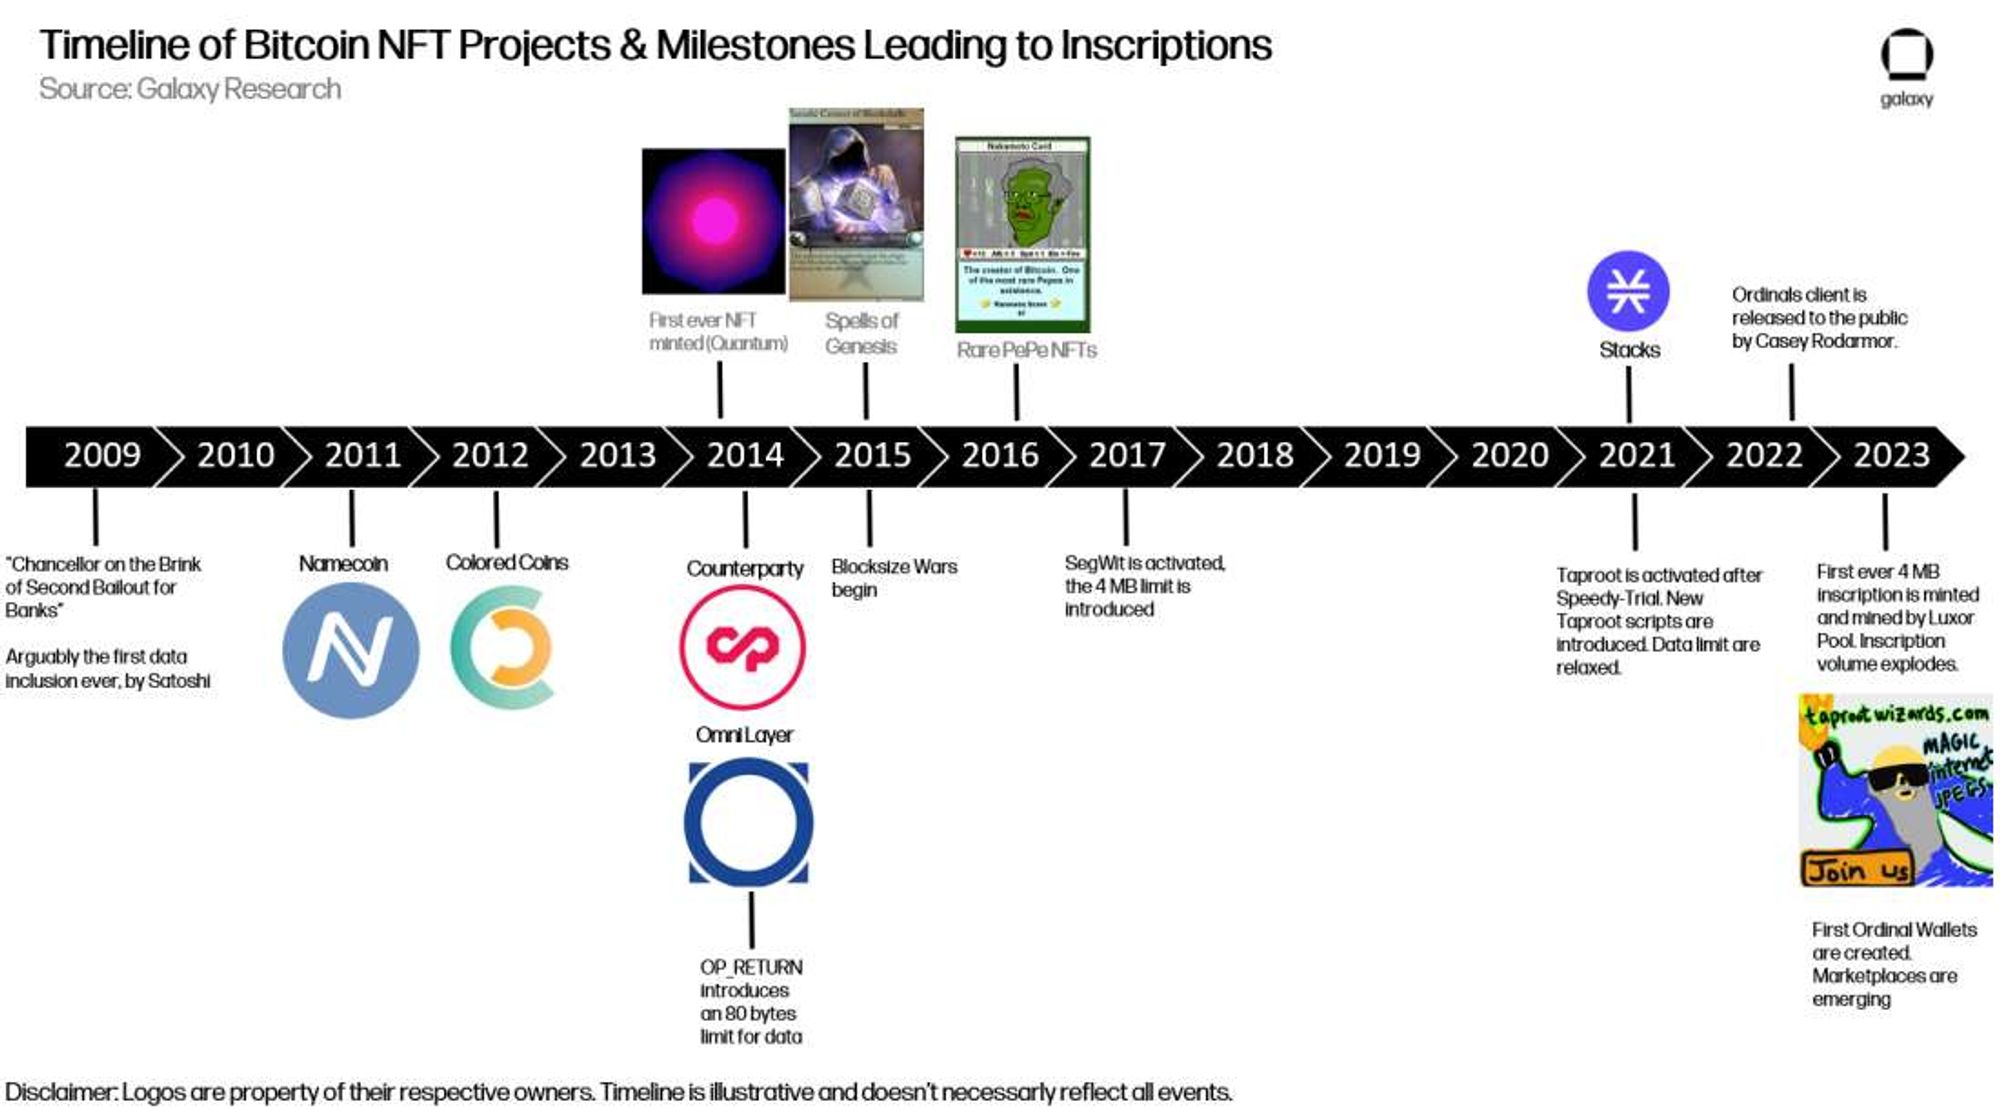 Timeline of Bitcoin NFT Projects & Milestones Leading to Inscriptions
Source: Galaxy Research
galaxy
Nakamoto Card
The creator of Bitcoin. One
of the most rare Pepes in
existence.
First ever NFT
minted (Quantum)
Spells of
Genesis
Rare PePe NFTs
Stacks
Ordinals client is
released to the public
by Casey Rodarmor.
2009
2010
2011
2012
2013
2014
2015
2016
2017
2018
2019
2020
2021
2022
2023
"Chancellor on the Brink
of Second Bailout for
Banks"
Arguably the first data
inclusion ever, by Satoshi
Namecoin
Colored Coins
Counterparty
Omni Layer
OP_RETURN
introduces
an 80 bytes
limit for data
Blocksize Wars
begin
SegWit is activated,
the 4 MB limit is
introduced
Taproot is activated after
Speedy-Trial. New
Taproot scripts are
introduced. Data limit are
relaxed.
First ever 4 MB
inscription is minted
and mined by Luxor
Pool. Inscription
volume explodes.
taprootwizards.com
MAGIC
internet
JPEGS
Join us
First Ordinal Wallets
are created.
Marketplaces are
emerging
Disclaimer: Logos are property of their respective owners. Timeline is illustrative and doesn't necessarly reflect all events.